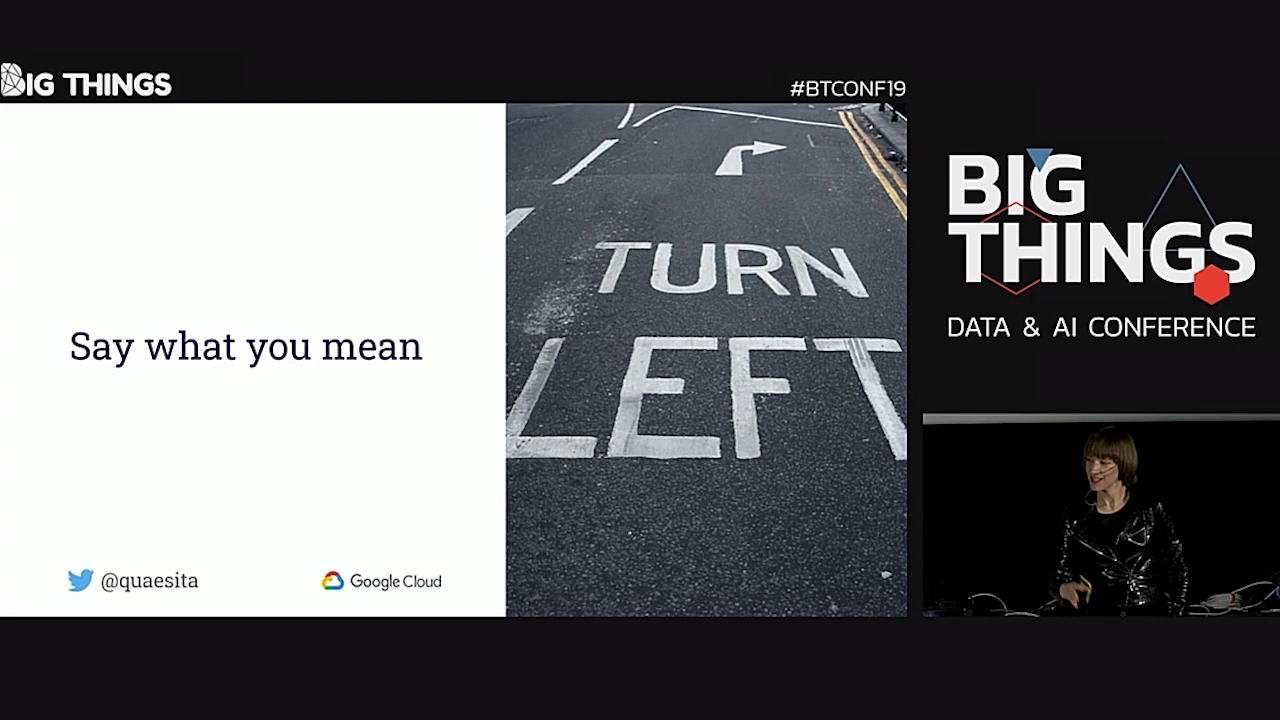 BIG THINGS
#BTCONF19
Say what you mean
TURN
LEFT
@quaesita
Google Cloud
BIG
THINGS
DATA & AI CONFERENCE